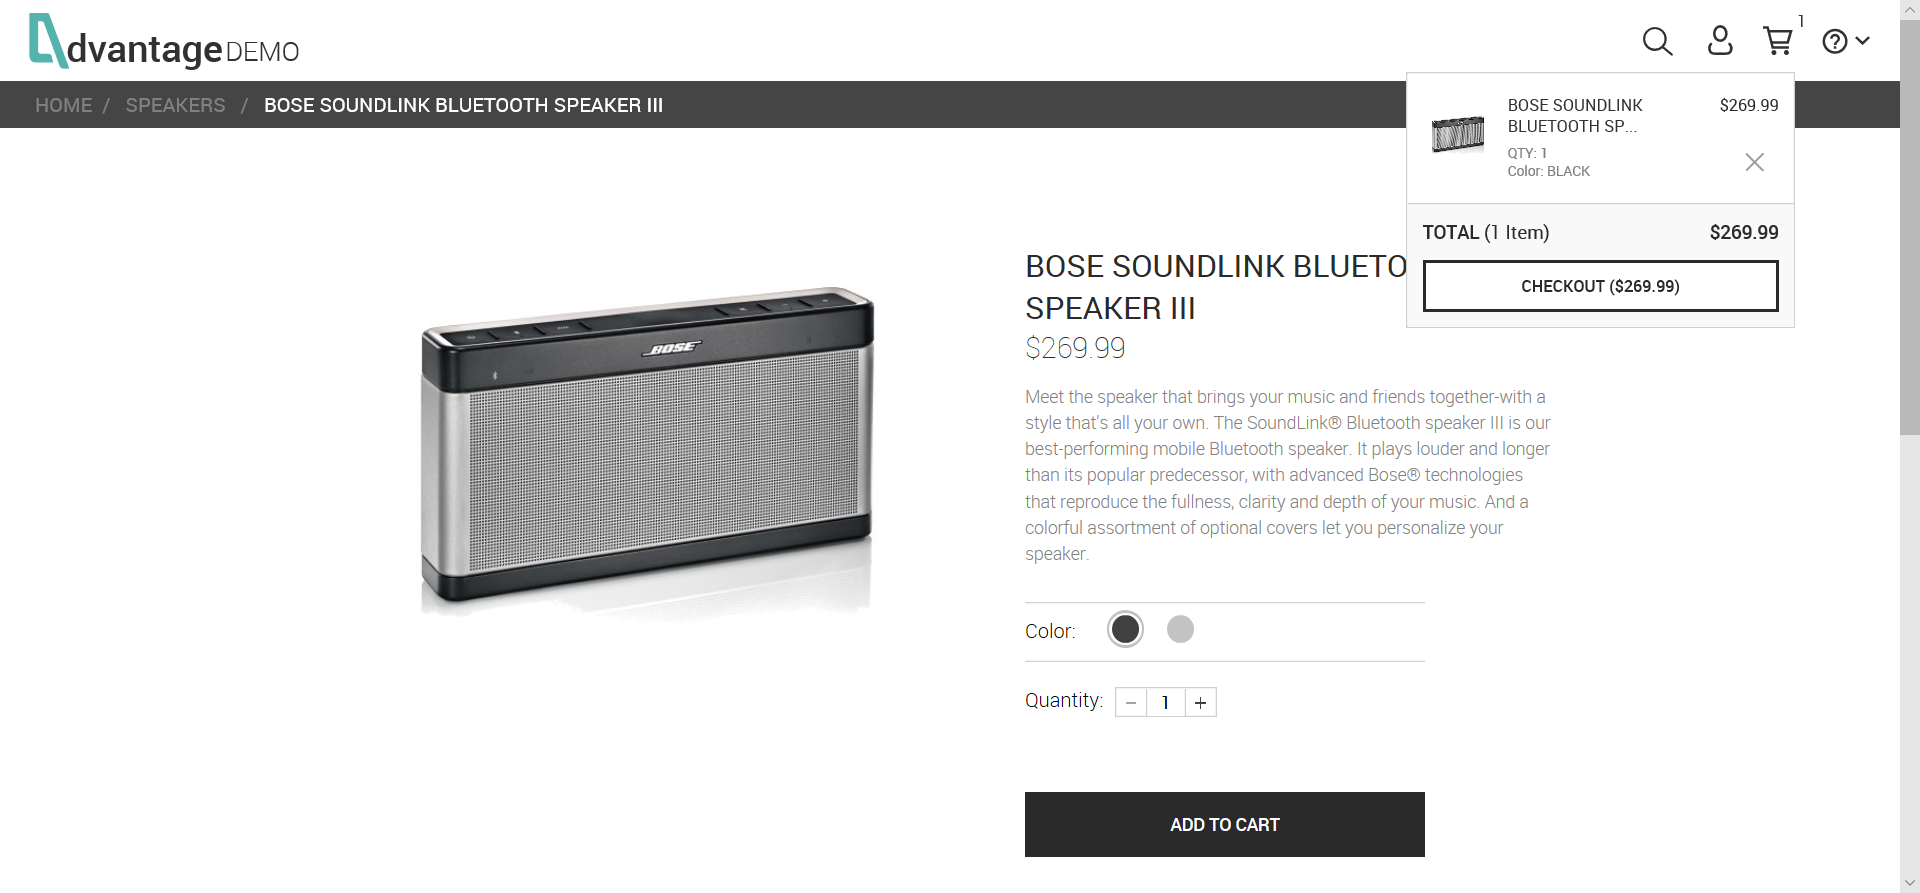 dvantage DEMO
1
HOME / SPEAKERS / BOSE SOUNDLINK BLUETOOTH SPEAKER III
BOSE SOUNDLINK
BLUETOOTH SP...
$269.99
QTY: 1
Color: BLACK
TOTAL (1 Item) $269.99
CHECKOUT ($269.99)
BOSE
BOSE SOUNDLINK BLUETO
SPEAKER III
$269.99
Meet the speaker that brings your music and friends together-with a
style that's all your own. The SoundLink® Bluetooth speaker III is our
best-performing mobile Bluetooth speaker. It plays louder and longer
than its popular predecessor, with advanced Bose® technologies
that reproduce the fullness, clarity and depth of your music. And a
colorful assortment of optional covers let you personalize your
speaker.
Color:
Quantity: − 1 +
ADD TO CART